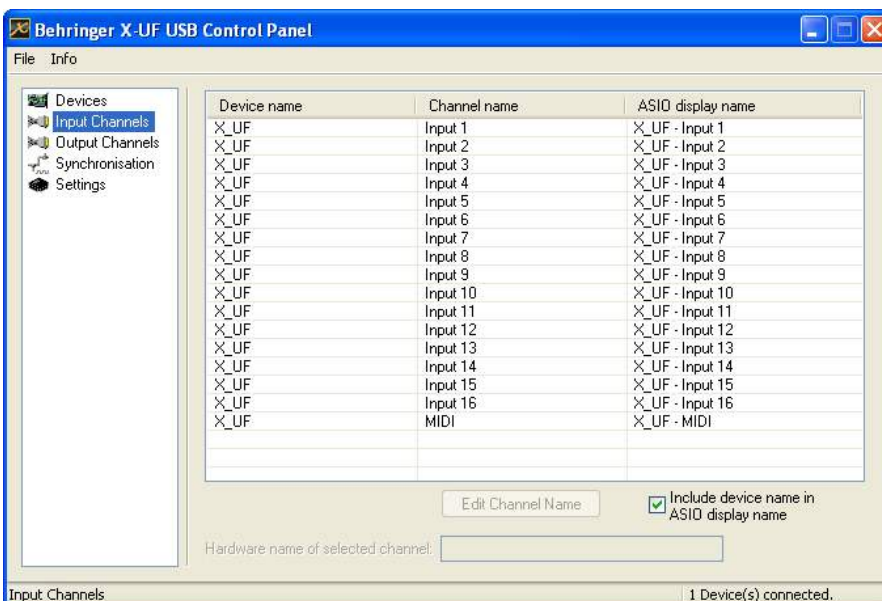 Behringer X-UF USB Control Panel
File Info
Devices
Input Channels
Output Channels
Synchronisation
Settings
Device name Channel name ASIO display name
X_UF Input 1 X_UF - Input 1
X_UF Input 2 X_UF - Input 2
X_UF Input 3 X_UF - Input 3
X_UF Input 4 X_UF - Input 4
X_UF Input 5 X_UF - Input 5
X_UF Input 6 X_UF - Input 6
X_UF Input 7 X_UF - Input 7
X_UF Input 8 X_UF - Input 8
X_UF Input 9 X_UF - Input 9
X_UF Input 10 X_UF - Input 10
X_UF Input 11 X_UF - Input 11
X_UF Input 12 X_UF - Input 12
X_UF Input 13 X_UF - Input 13
X_UF Input 14 X_UF - Input 14
X_UF Input 15 X_UF - Input 15
X_UF Input 16 X_UF - Input 16
X_UF MIDI X_UF - MIDI
Edit Channel Name
Include device name in
ASIO display name
Hardware name of selected channel:
Input Channels 1 Device(s) connected.